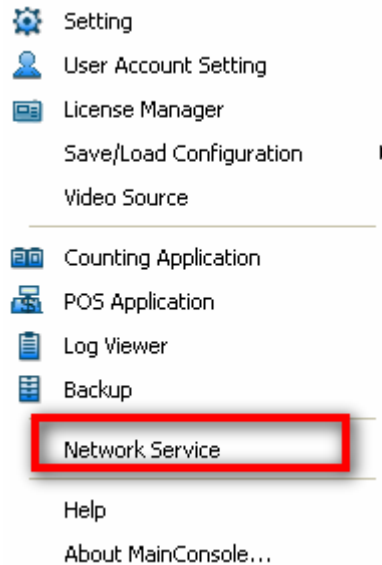 Setting
User Account Setting
License Manager
Save/Load Configuration
Video Source
Counting Application
POS Application
Log Viewer
Backup
Network Service
Help
About MainConsole...